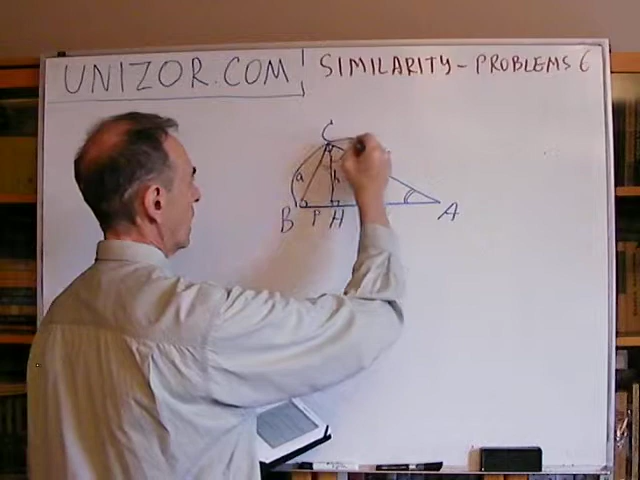 UNIZOR.COM
SIMILARITY - PROBLEMS 6
C
a
h
B P H A